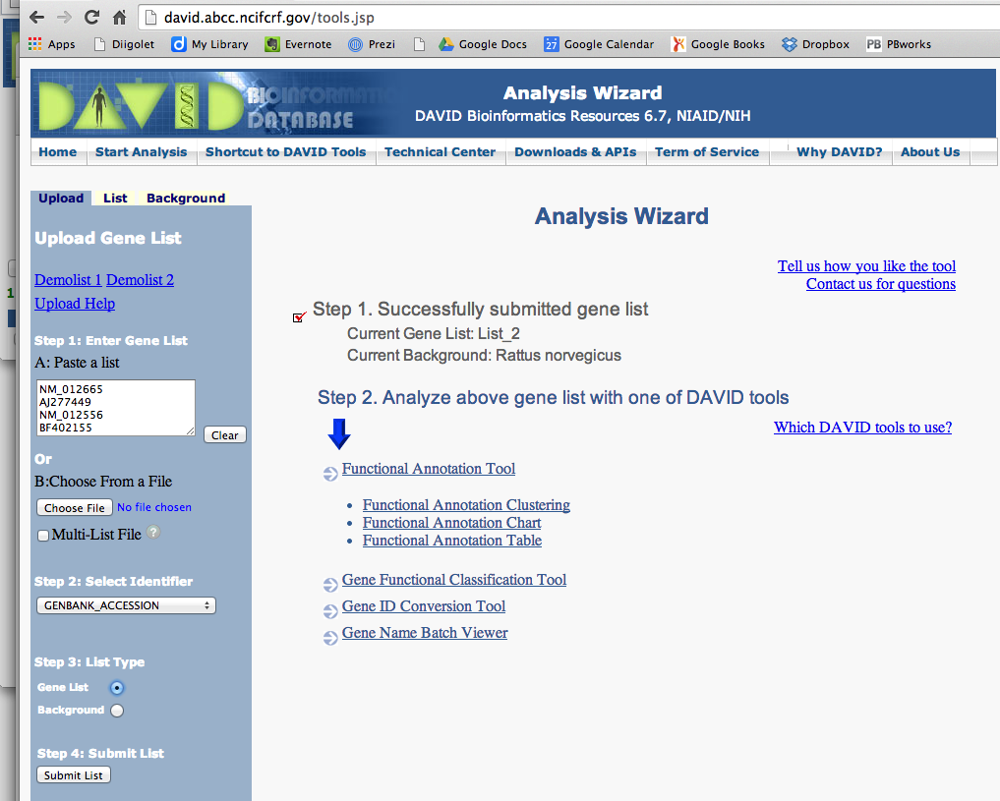 david.abcc.ncifcrf.gov/tools.jsp
Apps Diigolet My Library Evernote Prezi Google Docs 27 Google Calendar Google Books Dropbox PB PBworks
DAVID BIOINFORMATICS
DATABASE
Analysis Wizard
DAVID Bioinformatics Resources 6.7, NIAID/NIH
Home Start Analysis Shortcut to DAVID Tools Technical Center Downloads & APIs Term of Service Why DAVID? About Us
Upload List Background
Upload Gene List
Demolist 1 Demolist 2
Upload Help
Step 1: Enter Gene List
A: Paste a list
NM_012665
AJ277449
NM_012556
BF402155
Clear
Or
B:Choose From a File
Choose File No file chosen
Multi-List File ?
Step 2: Select Identifier
GENBANK_ACCESSION
Step 3: List Type
Gene List
Background
Step 4: Submit List
Submit List
Analysis Wizard
Tell us how you like the tool
Contact us for questions
Step 1. Successfully submitted gene list
Current Gene List: List_2
Current Background: Rattus norvegicus
Step 2. Analyze above gene list with one of DAVID tools
Which DAVID tools to use?
Functional Annotation Tool
Functional Annotation Clustering
Functional Annotation Chart
Functional Annotation Table
Gene Functional Classification Tool
Gene ID Conversion Tool
Gene Name Batch Viewer